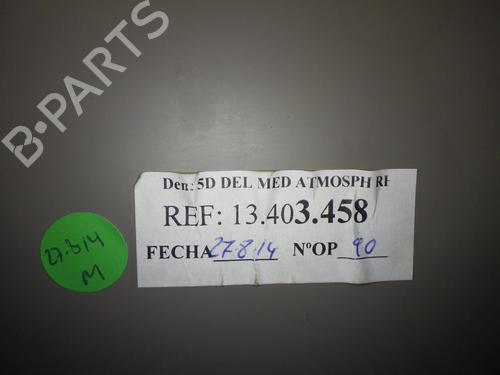 B-PARTS
Den: 5D DEL MED ATMOSPH RH
REF: 13.403.458
FECHA 27.8.14 NºOP 90
27.8.14
M